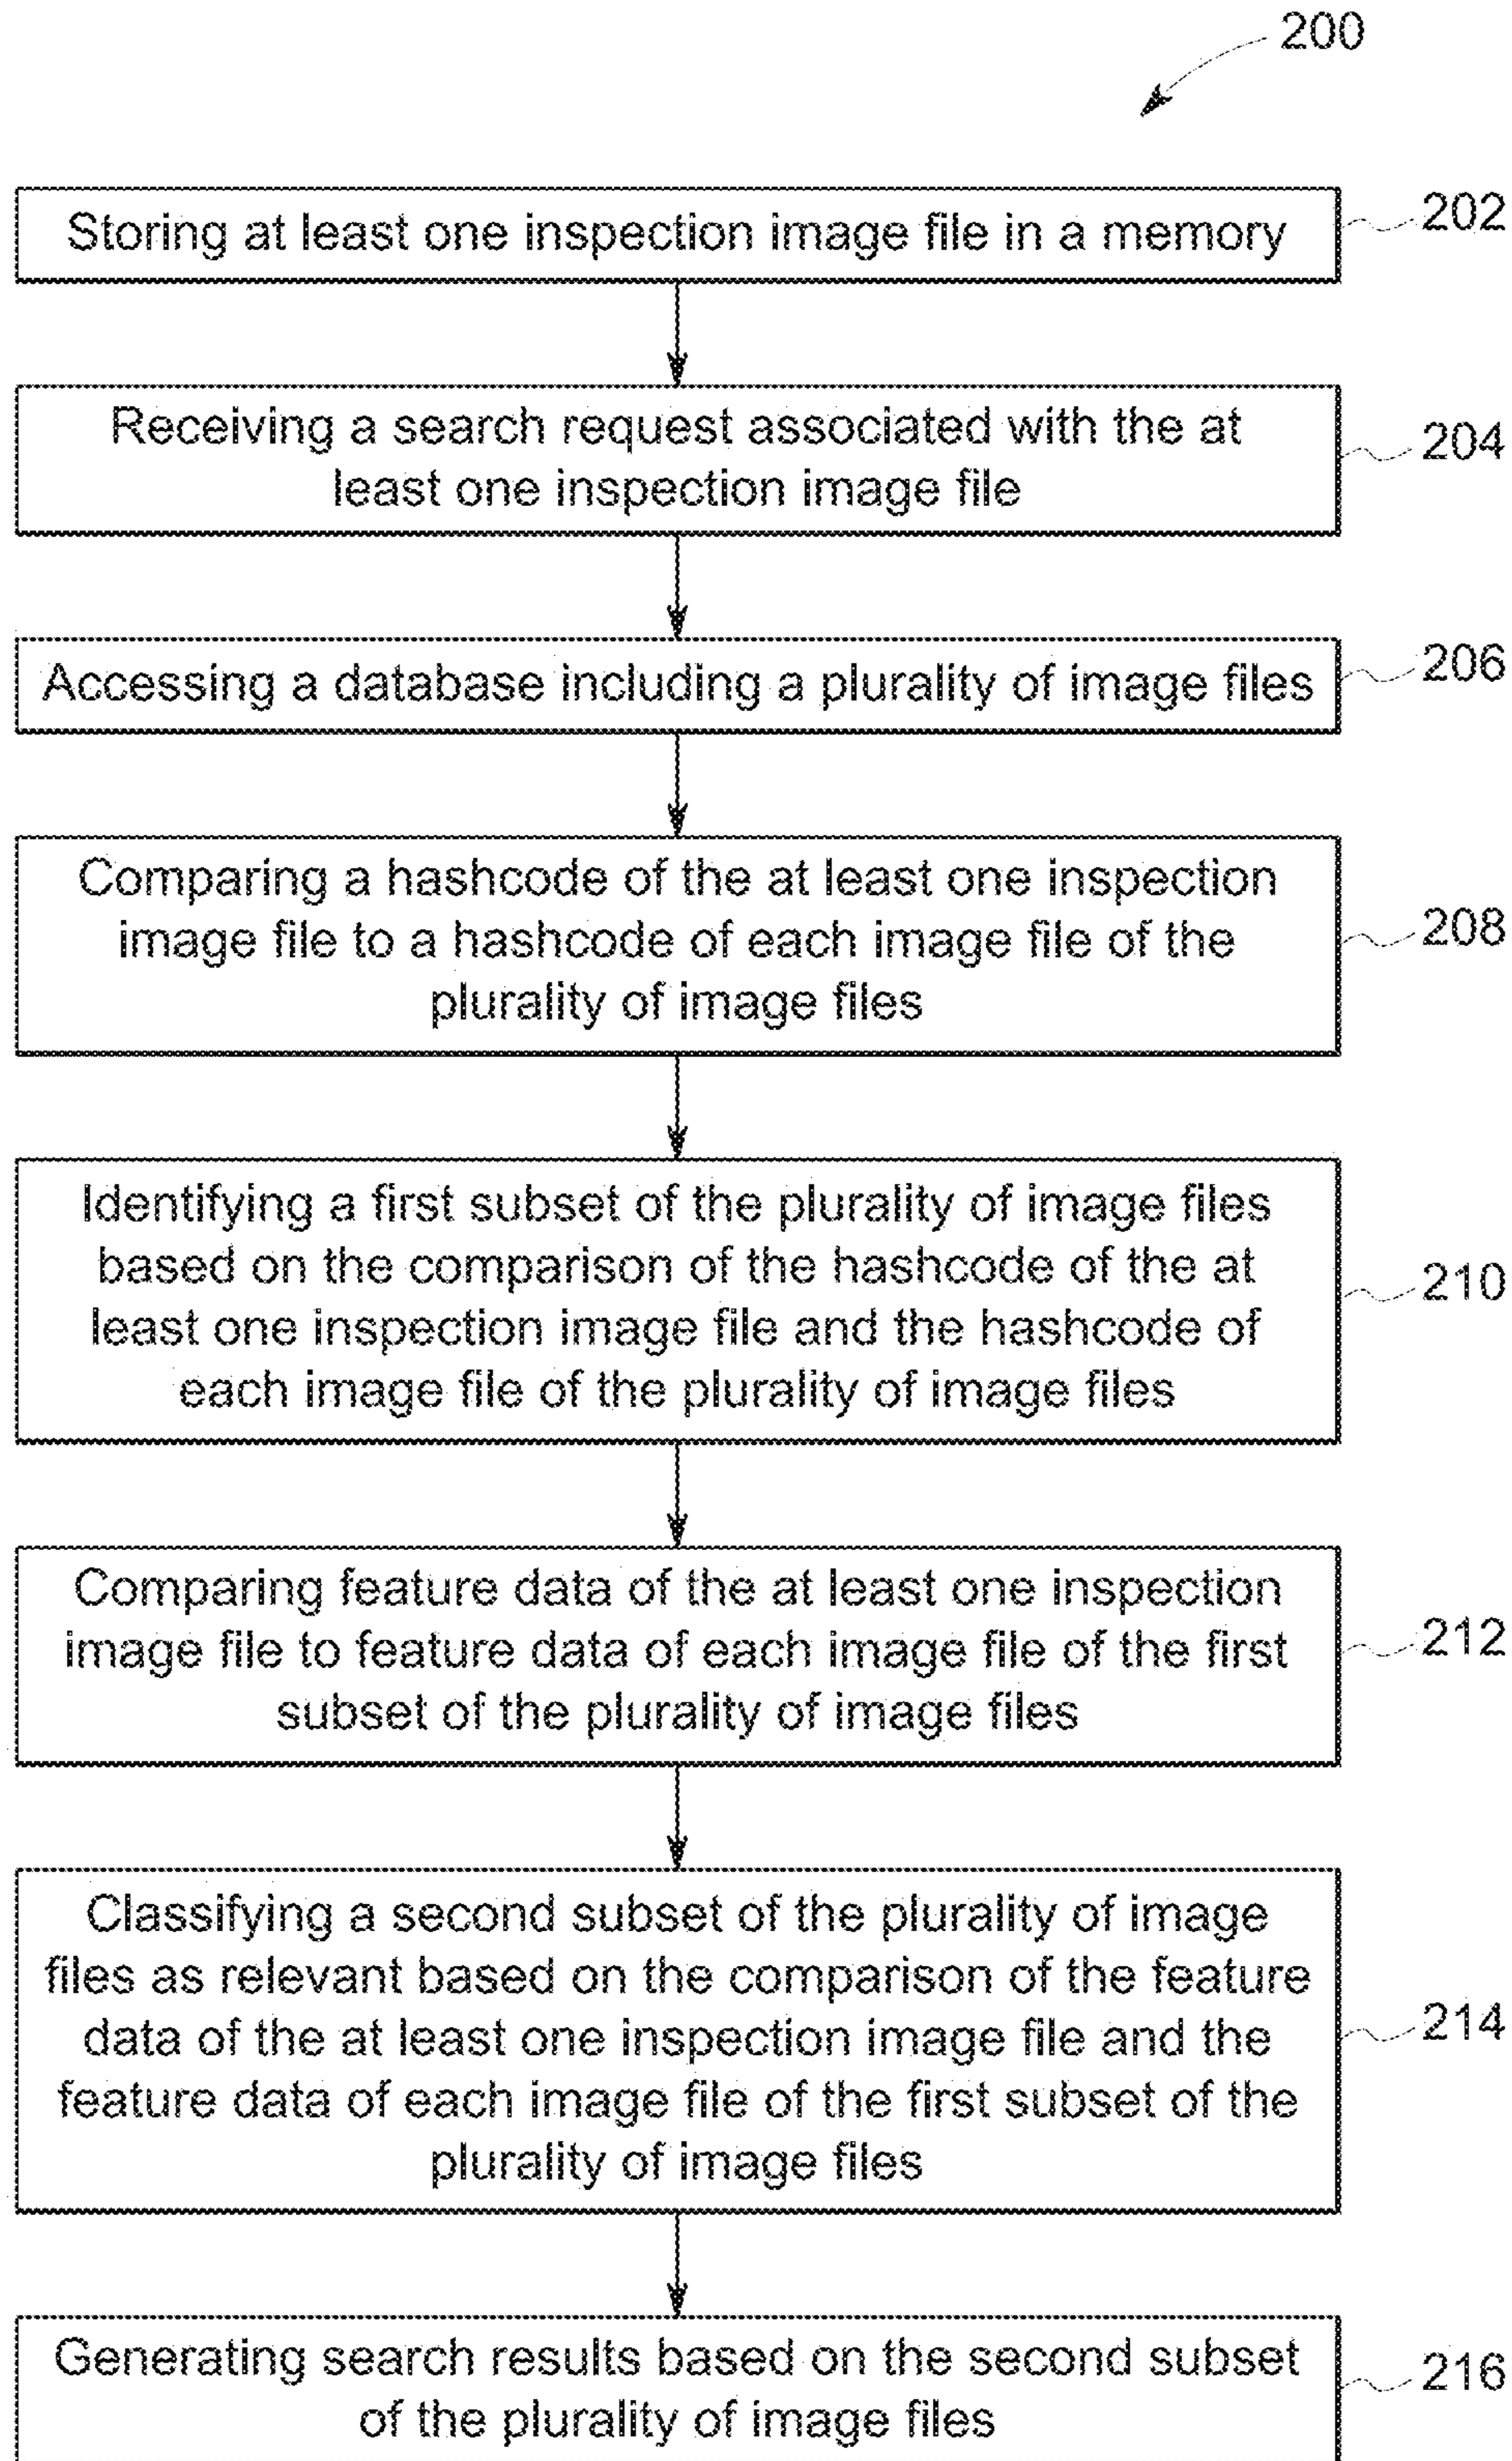 200
Storing at least one inspection image file in a memory
202
Receiving a search request associated with the at
least one inspection image file
204
Accessing a database including a plurality of image files
206
Comparing a hashcode of the at least one inspection
image file to a hashcode of each image file of the
plurality of image files
208
Identifying a first subset of the plurality of image files
based on the comparison of the hashcode of the at
least one inspection image file and the hashcode of
each image file of the plurality of image files
210
Comparing feature data of the at least one inspection
image file to feature data of each image file of the first
subset of the plurality of image files
212
Classifying a second subset of the plurality of image
files as relevant based on the comparison of the feature
data of the at least one inspection image file and the
feature data of each image file of the first subset of the
plurality of image files
214
Generating search results based on the second subset
of the plurality of image files
216